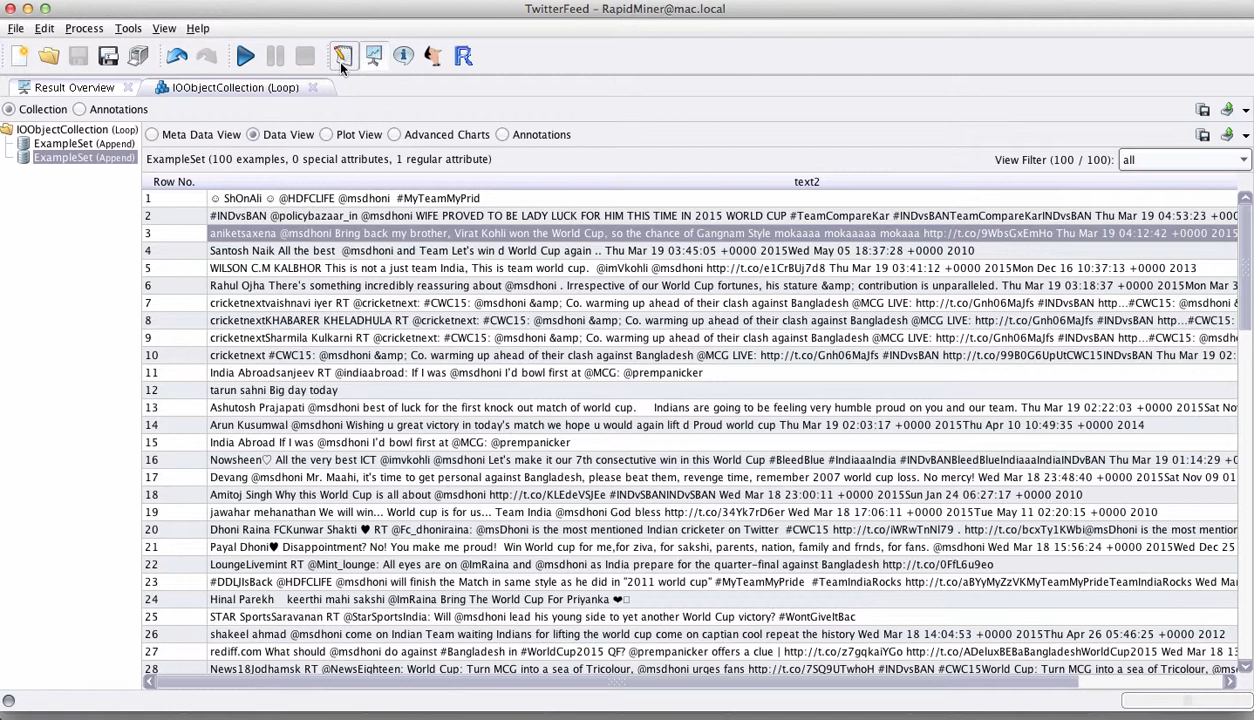 TwitterFeed – RapidMiner@mac.local
File Edit Process Tools View Help
Result Overview IOObjectCollection (Loop)
Collection Annotations
IOObjectCollection (Loop)
ExampleSet (Append)
ExampleSet (Append)
Meta Data View Data View Plot View Advanced Charts Annotations
ExampleSet (100 examples, 0 special attributes, 1 regular attribute) View Filter (100 / 100): all
Row No. text2
1 ☺ ShOnAli ☺ @HDFCLIFE @msdhoni #MyTeamMyPrid
2 #INDvsBAN @policybazaar_in @msdhoni WIFE PROVED TO BE LADY LUCK FOR HIM THIS TIME IN 2015 WORLD CUP #TeamCompareKar #INDvsBANTeamCompareKarINDvsBAN Thu Mar 19 04:53:23 +000
3 aniketsaxena @msdhoni Bring back my brother, Virat Kohli won the World Cup, so the chance of Gangnam Style mokaaaa mokaaaa mokaaa http://t.co/9WbsGxEmHo Thu Mar 19 04:12:42 +0000 2015
4 Santosh Naik All the best @msdhoni and Team Let's win d World Cup again .. Thu Mar 19 03:45:05 +0000 2015Wed May 05 18:37:28 +0000 2010
5 WILSON C.M KALBHOR This is not a just team India, This is team world cup. @imVkohli @msdhoni http://t.co/e1CrBUj7d8 Thu Mar 19 03:41:12 +0000 2015Mon Dec 16 10:37:13 +0000 2013
6 Rahul Ojha There's something incredibly reassuring about @msdhoni . Irrespective of our World Cup fortunes, his stature &amp; contribution is unparalleled. Thu Mar 19 03:18:37 +0000 2015Mon Mar 3
7 cricketnextvaishnavi iyer RT @cricketnext: #CWC15: @msdhoni &amp; Co. warming up ahead of their clash against Bangladesh @MCG LIVE: http://t.co/Gnh06MaJfs #INDvsBAN http…#CWC15: @msdhoni &
8 cricketnextKHABARER KHELADHULA RT @cricketnext: #CWC15: @msdhoni &amp; Co. warming up ahead of their clash against Bangladesh @MCG LIVE: http://t.co/Gnh06MaJfs #INDvsBAN http…#CWC15:
9 cricketnextSharmila Kulkarni RT @cricketnext: #CWC15: @msdhoni &amp; Co. warming up ahead of their clash against Bangladesh @MCG LIVE: http://t.co/Gnh06MaJfs #INDvsBAN http…#CWC15: @ms
10 cricketnext #CWC15: @msdhoni &amp; Co. warming up ahead of their clash against Bangladesh @MCG LIVE: http://t.co/Gnh06MaJfs #INDvsBAN http://t.co/99B0G6UpUtCWC15INDvsBAN Thu Mar 19 02:
11 India Abroadsanjeev RT @indiaabroad: If I was @msdhoni I'd bowl first at @MCG: @prempanicker
12 tarun sahni Big day today
13 Ashutosh Prajapati @msdhoni best of luck for the first knock out match of world cup. Indians are going to be feeling very humble proud on you and our team. Thu Mar 19 02:22:03 +0000 2015Sat Nov
14 Arun Kusumwal @msdhoni Wishing u great victory in today's match we hope u would again lift d Proud world cup Thu Mar 19 02:03:17 +0000 2015Thu Apr 10 10:49:35 +0000 2014
15 India Abroad If I was @msdhoni I'd bowl first at @MCG: @prempanicker
16 Nowsheen♡ All the very best ICT @imvkohli @msdhoni Let's make it our 7th consectutive win in this World Cup #BleedBlue #IndiaaaIndia #INDvBANBleedBlueIndiaaaIndiaINDvBAN Thu Mar 19 01:14:29 +0
17 Devang @msdhoni Mr. Maahi, it's time to get personal against Bangladesh, please beat them, revenge time, remember 2007 world cup loss. No mercy! Wed Mar 18 23:48:40 +0000 2015Sat Nov 09 01
18 Amitoj Singh Why this World Cup is all about @msdhoni http://t.co/KLEdeVSJEe #INDVSBANINDVSBAN Wed Mar 18 23:00:11 +0000 2015Sun Jan 24 06:27:17 +0000 2010
19 jawahar mehanathan We will win... World cup is for us... Team India @msdhoni God bless http://t.co/34Yk7rD6er Wed Mar 18 17:06:11 +0000 2015Tue May 11 02:20:15 +0000 2010
20 Dhoni Raina FCKunwar Shakti ♥ RT @Fc_dhoniraina: @msDhoni is the most mentioned Indian cricketer on Twitter #CWC15 http://t.co/iWRwTnNI79 . http://t.co/bcxTy1KWbi@msDhoni is the most mention
21 Payal Dhoni♥ Disappointment? No! You make me proud! Win World cup for me,for ziva, for sakshi, parents, nation, family and frnds, for fans. @msdhoni Wed Mar 18 15:56:24 +0000 2015Wed Dec 25
22 LoungeLivemint RT @Mint_lounge: All eyes are on @ImRaina and @msdhoni as India prepare for the quarter-final against Bangladesh http://t.co/0FfL6u9eo
23 #DDLJIsBack @HDFCLIFE @msdhoni will finish the Match in same style as he did in "2011 world cup" #MyTeamMyPride #TeamIndiaRocks http://t.co/aBYyMyZzVKMyTeamMyPrideTeamIndiaRocks Wed Mar
24 Hinal Parekh keerthi mahi sakshi @ImRaina Bring The World Cup For Priyanka ❤
25 STAR SportsSaravanan RT @StarSportsIndia: Will @msdhoni lead his young side to yet another World Cup victory? #WontGiveItBac
26 shakeel ahmad @msdhoni come on Indian Team waiting Indians for lifting the world cup come on captian cool repeat the history Wed Mar 18 14:04:53 +0000 2015Thu Apr 26 05:46:25 +0000 2012
27 rediff.com What should @msdhoni do against #Bangladesh in #WorldCup2015 QF? @prempanicker offers a clue | http://t.co/z7gqkaiYGo http://t.co/ADeluxBEBaBangladeshWorldCup2015 Wed Mar 18 13
28 News18Jodhamsk RT @NewsEighteen: World Cup: Turn MCG into a sea of Tricolour, @msdhoni urges fans http://t.co/7SQ9UTwhoH #INDvsBAN #CWC15World Cup: Turn MCG into a sea of Tricolour, @ms